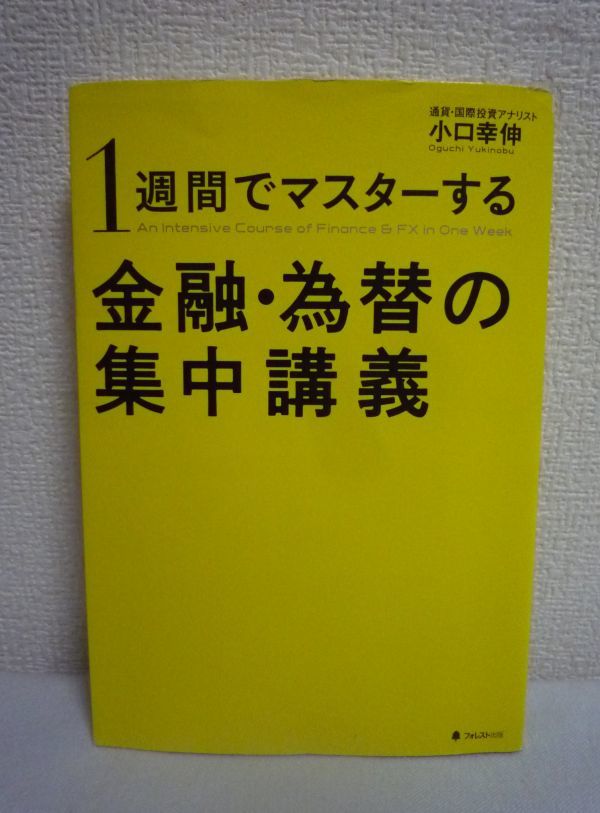 通貨・国際投資アナリスト
小口幸伸
Oguchi Yukinobu
1週間でマスターする
An Intensive Course of Finance & FX in One Week
金融・為替の
集中講義
フォレスト出版